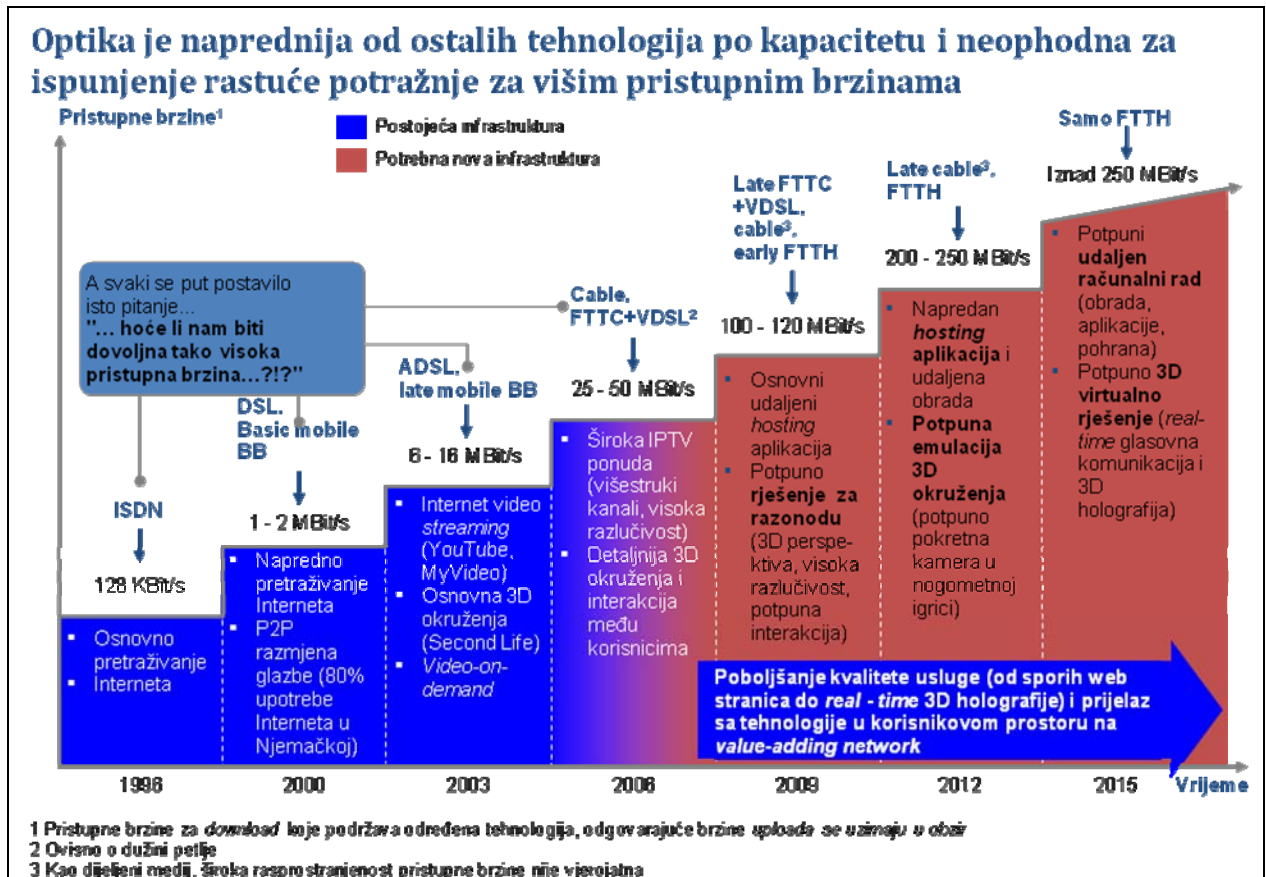 Optika je naprednija od ostalih tehnologija po kapacitetu i neophodna za
ispunjenje rastuće potražnje za višim pristupnim brzinama
Pristupne brzine¹
Postojeća infrastruktura
Potrebna nova infrastruktura
A svaki se put postavilo
isto pitanje...
"... hoće li nam biti
dovoljna tako visoka
pristupna brzina...?!?"
ISDN
128 KBit/s
Osnovno
pretraživanje
Interneta
DSL,
Basic mobile
BB
1 - 2 MBit/s
Napredno
pretraživanje
Interneta
P2P
razmjena
glazbe (80%
upotrebe
Interneta u
Njemačkoj)
ADSL,
late mobile BB
6 - 16 MBit/s
Internet video
streaming
(YouTube,
MyVideo)
Osnovna 3D
okruženja
(Second Life)
Video-on-
demand
Cable,
FTTC+VDSL²
25 - 50 MBit/s
Široka IPTV
ponuda
(višestruki
kanali, visoka
razlučivost)
Detaljnija 3D
okruženja i
interakcija
među
korisnicima
Late FTTC
+VDSL,
cable³,
early FTTH
100 - 120 MBit/s
Osnovni
udaljeni
hosting
aplikacija
Potpuno
rješenje za
razonodu
(3D perspe-
ktiva, visoka
razlučivost,
potpuna
interakcija)
Late cable³,
FTTH
200 - 250 MBit/s
Napredan
hosting
aplikacija i
udaljena
obrada
Potpuna
emulacija
3D
okruženja
(potpuno
pokretna
kamera u
nogometnoj
igrici)
Samo FTTH
Iznad 250 MBit/s
Potpuni
udaljen
računalni rad
(obrada,
aplikacije,
pohrana)
Potpuno 3D
virtualno
rješenje (real-
time glasovna
komunikacija i
3D
holografija)
Poboljšanje kvalitete usluge (od sporih web
stranica do real - time 3D holografije) i prijelaz
sa tehnologije u korisnikovom prostoru na
value-adding network
1996 2000 2003 2006 2009 2012 2015 Vrijeme
1 Pristupne brzine za download koje podržava određena tehnologija, odgovarajuće brzine uploada se uzimaju u obzir
2 Ovisno o dužini petlje
3 Kao dijeljeni medij, široka rasprostranjenost pristupne brzine nije vjerojatna